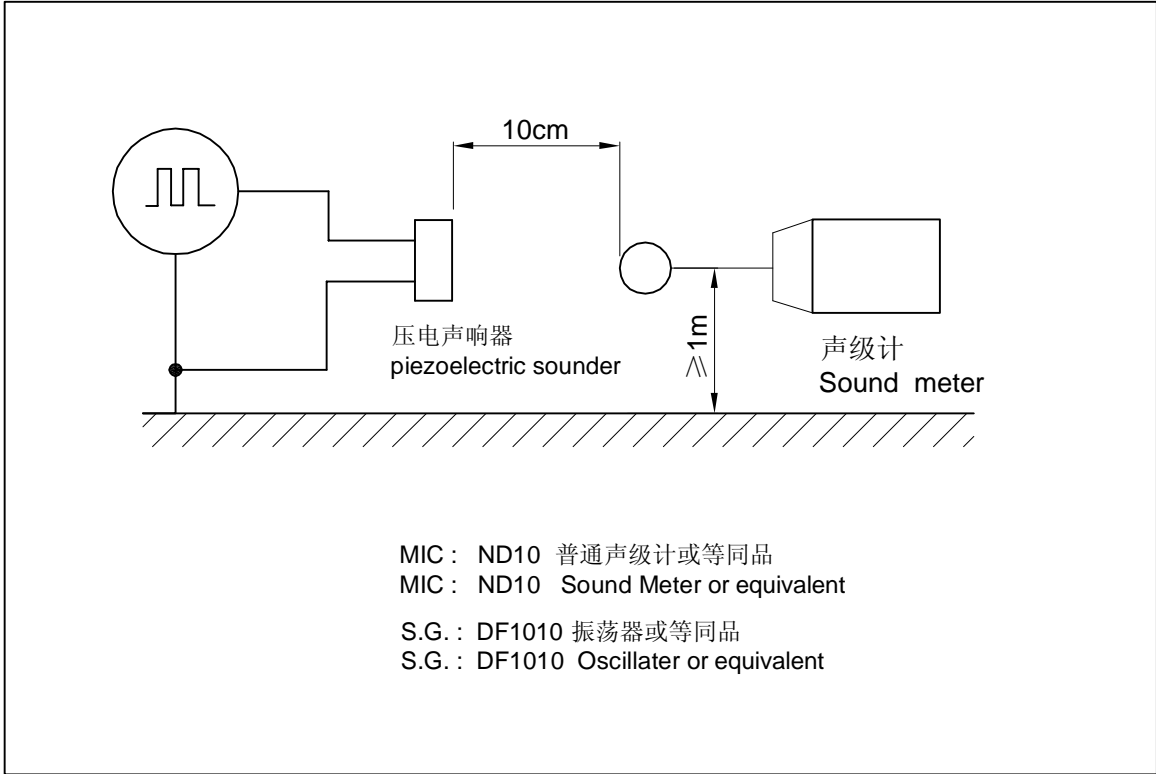 10cm
压电声响器
piezoelectric sounder
≥1m
声级计
Sound meter
MIC : ND10 普通声级计或等同品
MIC : ND10 Sound Meter or equivalent
S.G. : DF1010 振荡器或等同品
S.G. : DF1010 Oscillater or equivalent